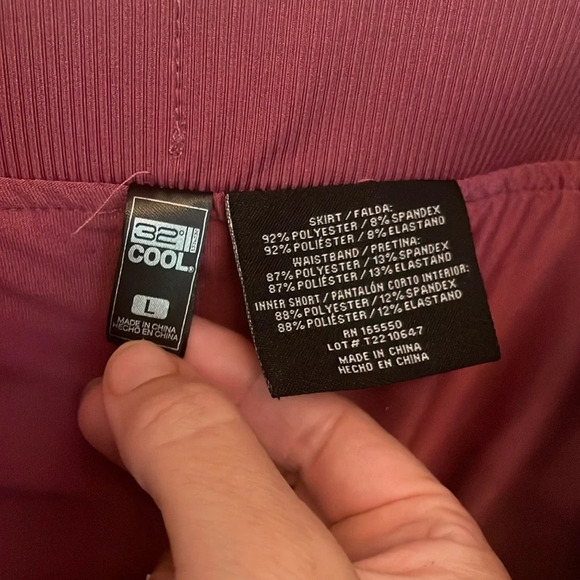 32°
COOL®
L
MADE IN CHINA
HECHO EN CHINA
SKIRT / FALDA:
92% POLYESTER / 8% SPANDEX
92% POLIÉSTER / 8% ELASTANO
WAISTBAND / PRETINA:
87% POLYESTER / 13% SPANDEX
87% POLIÉSTER / 13% ELASTANO
INNER SHORT / PANTALÓN CORTO INTERIOR:
88% POLYESTER / 12% SPANDEX
88% POLIÉSTER / 12% ELASTANO
RN 155550
LOT# T2210647
MADE IN CHINA
HECHO EN CHINA